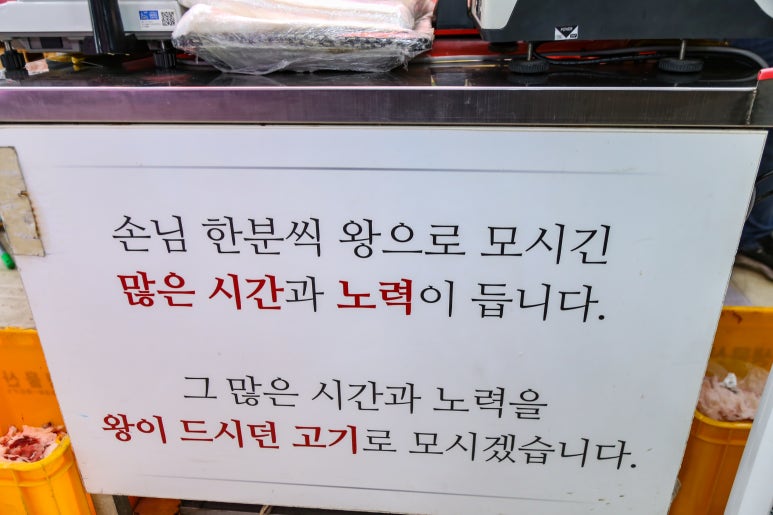 손님 한분씩 왕으로 모시긴
많은 시간과 노력이 듭니다.
그 많은 시간과 노력을
왕이 드시던 고기로 모시겠습니다.